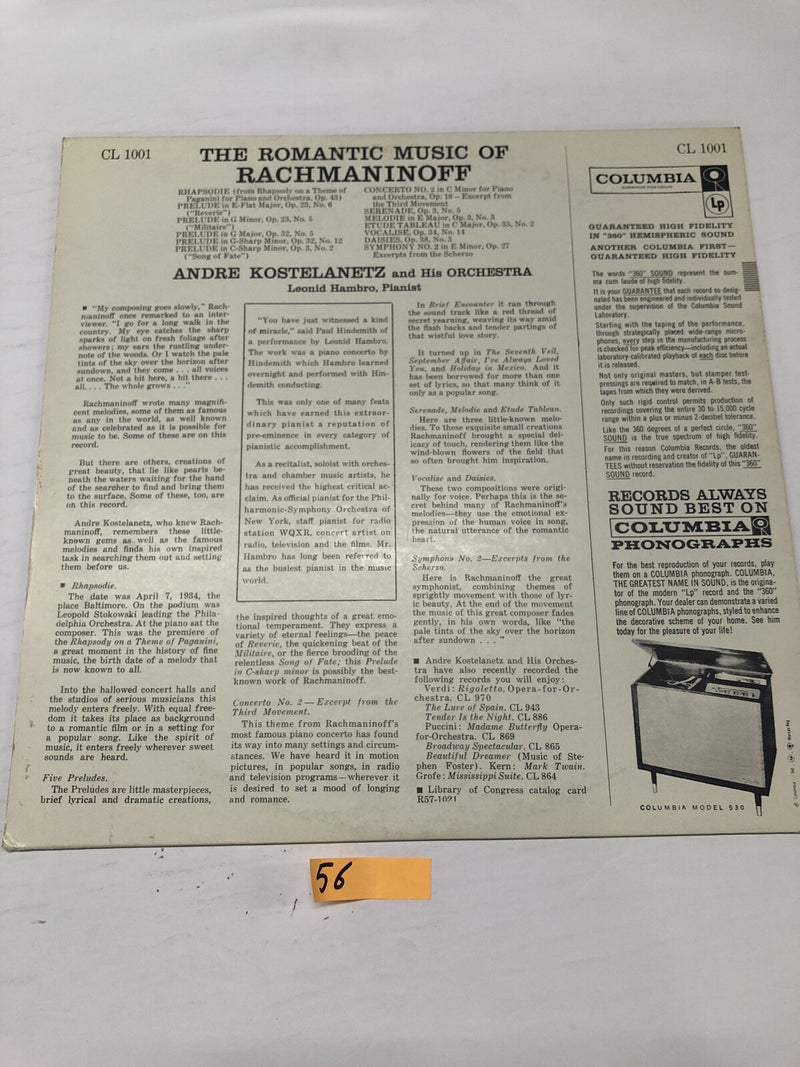 CL 1001
THE ROMANTIC MUSIC OF
RACHMANINOFF
RHAPSODIE (from Rhapsody on a Theme of
Paganini for Piano and Orchestra, Op. 43)
PRELUDE in E-Flat Major, Op. 23, No. 6
("Reverie")
PRELUDE in G Minor, Op. 23, No. 5
("Militaire")
PRELUDE in G Major, Op. 32, No. 5
PRELUDE in G-Sharp Minor, Op. 32, No. 12
PRELUDE in C-Sharp Minor, Op. 3, No. 2
("Song of Fate")
CONCERTO NO. 2 in C Minor for Piano
and Orchestra, Op. 18 — Excerpt from
the Third Movement
SERENADE, Op. 3, No. 5
MELODIE in E Major, Op. 3, No. 3
ETUDE TABLEAU in C Major, Op. 33, No. 2
VOCALISE, Op. 34, No. 14
DAISIES, Op. 38, No. 3
SYMPHONY NO. 2 in E Minor, Op. 27
Excerpts from the Scherzo
ANDRE KOSTELANETZ and His ORCHESTRA
Leonid Hambro, Pianist
■ "My composing goes slowly," Rach-
maninoff once remarked to an inter-
viewer. "I go for a long walk in the
country. My eye catches the sharp
sparks of light on fresh foliage after
showers; my ears the rustling under-
note of the woods. Or I watch the pale
tints of the sky over the horizon after
sundown, and they come . . . all voices
at once. Not a bit here, a bit there . . .
all. . . . The whole grows . . ."
Rachmaninoff wrote many magnifi-
cent melodies, some of them as famous
as any in the world, as well known
and as celebrated as it is possible for
music to be. Some of these are on this
record.
But there are others, creations of
great beauty, that lie like pearls be-
neath the waters waiting for the hand
of the searcher to find and bring them
to the surface. Some of these, too, are
on this record.
Andre Kostelanetz, who knew Rach-
maninoff, remembers these little-
known gems as well as the famous
melodies and finds his own inspired
task in searching them out and setting
them before us.
■ Rhapsodie.
The date was April 7, 1934, the
place Baltimore. On the podium was
Leopold Stokowski leading the Phila-
delphia Orchestra. At the piano sat the
composer. This was the premiere of
the Rhapsody on a Theme of Paganini,
a great moment in the history of fine
music, the birth date of a melody that
is now known to all.
Into the hallowed concert halls and
the studios of serious musicians this
melody enters freely. With equal free-
dom it takes its place as background
to a romantic film or in a setting for
a popular song. Like the spirit of
music, it enters freely wherever sweet
sounds are heard.
Five Preludes.
The Preludes are little masterpieces,
brief lyrical and dramatic creations,
"You have just witnessed a kind
of miracle," said Paul Hindemith of
a performance by Leonid Hambro.
The work was a piano concerto by
Hindemith which Hambro learned
overnight and performed with Hin-
demith conducting.
This was only one of many feats
which have earned this extraor-
dinary pianist a reputation of
pre-eminence in every category of
pianistic accomplishment.
As a recitalist, soloist with orches-
tra and chamber music artists, he
has received the highest critical ac-
claim. As official pianist for the Phil-
harmonic-Symphony Orchestra of
New York, staff pianist for radio
station WQXR, concert artist on
radio, television and the films, Mr.
Hambro has long been referred to
as the busiest pianist in the music
world.
the inspired thoughts of a great emo-
tional temperament. They express a
variety of eternal feelings—the peace
of Reverie, the quickening beat of the
Militaire, or the fierce brooding of the
relentless Song of Fate; this Prelude
in C-sharp minor is possibly the best-
known work of Rachmaninoff.
Concerto No. 2 — Excerpt from the
Third Movement.
This theme from Rachmaninoff's
most famous piano concerto has found
its way into many settings and circum-
stances. We have heard it in motion
pictures, in popular songs, in radio
and television programs—wherever it
is desired to set a mood of longing
and romance.
In Brief Encounter it ran through
the sound track like a red thread of
secret yearning, weaving its way amid
the flash backs and tender partings of
that wistful love story.
It turned up in The Seventh Veil,
September Affair, I've Always Loved
You, and Holiday in Mexico. And it
has been borrowed for more than one
set of lyrics, so that many think of it
only as a popular song.
Serenade, Melodie and Etude Tableau.
Here are three little-known melo-
dies. To these exquisite small creations
Rachmaninoff brought a special del-
icacy of touch, rendering them like the
wind-blown flowers of the field that
so often brought him inspiration.
Vocalise and Daisies.
These two compositions were origi-
nally for voice. Perhaps this is the se-
cret behind many of Rachmaninoff's
melodies—they use the emotional ex-
pression of the human voice in song,
the natural utterance of the romantic
heart.
Symphony No. 2—Excerpts from the
Scherzo.
Here is Rachmaninoff the great
symphonist, combining themes of
sprightly movement with those of lyr-
ic beauty. At the end of the movement
the music of this great composer fades
gently, in his own words, like "the
pale tints of the sky over the horizon
after sundown . . ."
■ Andre Kostelanetz and His Orches-
tra have also recently recorded the
following records you will enjoy:
Verdi: Rigoletto, Opera-for-Or-
chestra. CL 970
The Lure of Spain. CL 943
Tender Is the Night. CL 886
Puccini: Madame Butterfly Opera-
for-Orchestra. CL 869
Broadway Spectacular. CL 865
Beautiful Dreamer (Music of Ste-
phen Foster). Kern: Mark Twain.
Grofe: Mississippi Suite. CL 864
■ Library of Congress catalog card
R57-1021
CL 1001
COLUMBIA
Lp
GUARANTEED HIGH FIDELITY
IN "360" HEMISPHERIC SOUND
ANOTHER COLUMBIA FIRST—
GUARANTEED HIGH FIDELITY
The words "360" SOUND represent the sum-
ma cum laude of high fidelity.
It is your GUARANTEE that each record so desig-
nated has been engineered and individually tested
under the supervision of the Columbia Sound
Laboratory.
Starting with the taping of the performance,
through strategically placed wide-range micro-
phones, every step in the manufacturing process
is checked for peak efficiency—including an actual
laboratory-calibrated playback of each disc before
it is released.
Not only original masters, but stamper test-
pressings are required to match, in A-B tests, the
tapes from which they were derived.
Only such rigid control permits production of
recordings covering the entire 30 to 15,000 cycle
range within a plus or minus 2-decibel tolerance.
Like the 360 degrees of a perfect circle, "360"
SOUND is the true spectrum of high fidelity.
For this reason Columbia Records, the oldest
name in recording and creator of "Lp", GUARAN-
TEES without reservation the fidelity of this "360"
SOUND record.
RECORDS ALWAYS
SOUND BEST ON
COLUMBIA
PHONOGRAPHS
For the best reproduction of your records, play
them on a COLUMBIA phonograph. COLUMBIA,
THE GREATEST NAME IN SOUND, is the origina-
tor of the modern "Lp" record and the "360"
phonograph. Your dealer can demonstrate a varied
line of COLUMBIA phonographs, styled to enhance
the decorative scheme of your home. See him
today for the pleasure of your life!
COLUMBIA MODEL 530
56